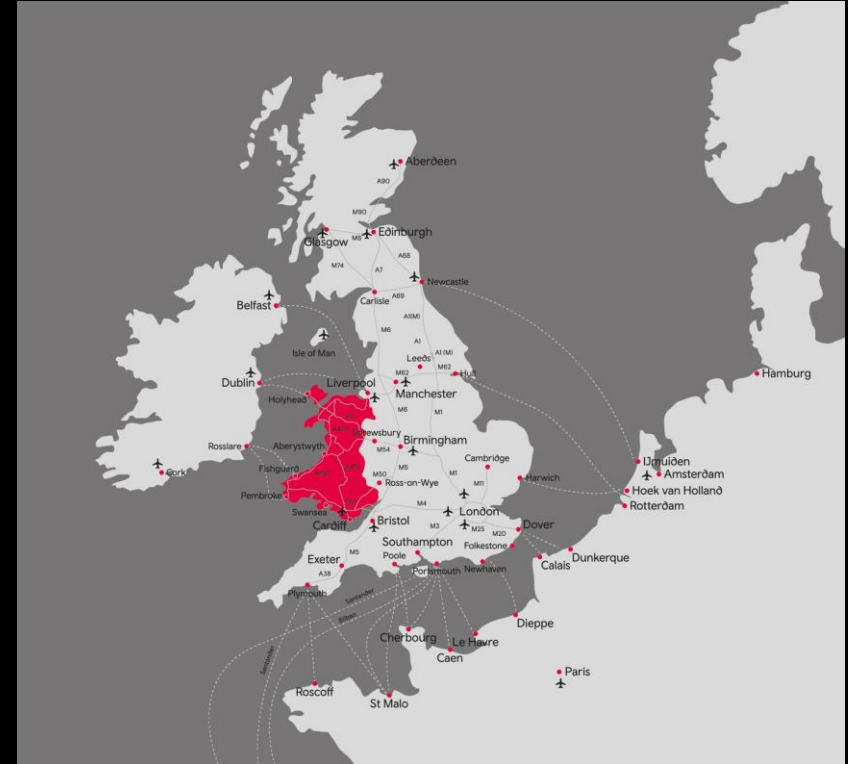 Aberdeen
A90
M90
Glasgow
M8
Edinburgh
M74
A7
A68
Newcastle
Carlisle
A69
Belfast
A1(M)
M6
A1
Isle of Man
Leeds
A1 (M)
M62
M62
Hull
Hamburg
Dublin
Liverpool
Manchester
Holyhead
M6
M1
Shrewsbury
Birmingham
Rosslare
Aberystwyth
M54
Cambridge
IJmuiden
Amsterdam
Cork
Fishguard
M5
M1
M11
Harwich
M50
Ross-on-Wye
Hoek van Holland
Pembroke
Rotterdam
Swansea
M4
London
Cardiff
Bristol
M3
M25
M20
Dover
Southampton
Folkestone
Dunkerque
Exeter
M5
Poole
Portsmouth
Newhaven
Calais
A38
Plymouth
Santander
Bilbao
Dieppe
Cherbourg
Le Havre
Santander
Caen
Paris
Roscoff
St Malo